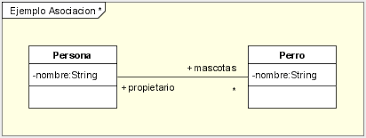 Ejemplo Asociacion *
Persona
-nombre:String
+ mascotas
+ propietario
*
Perro
-nombre:String